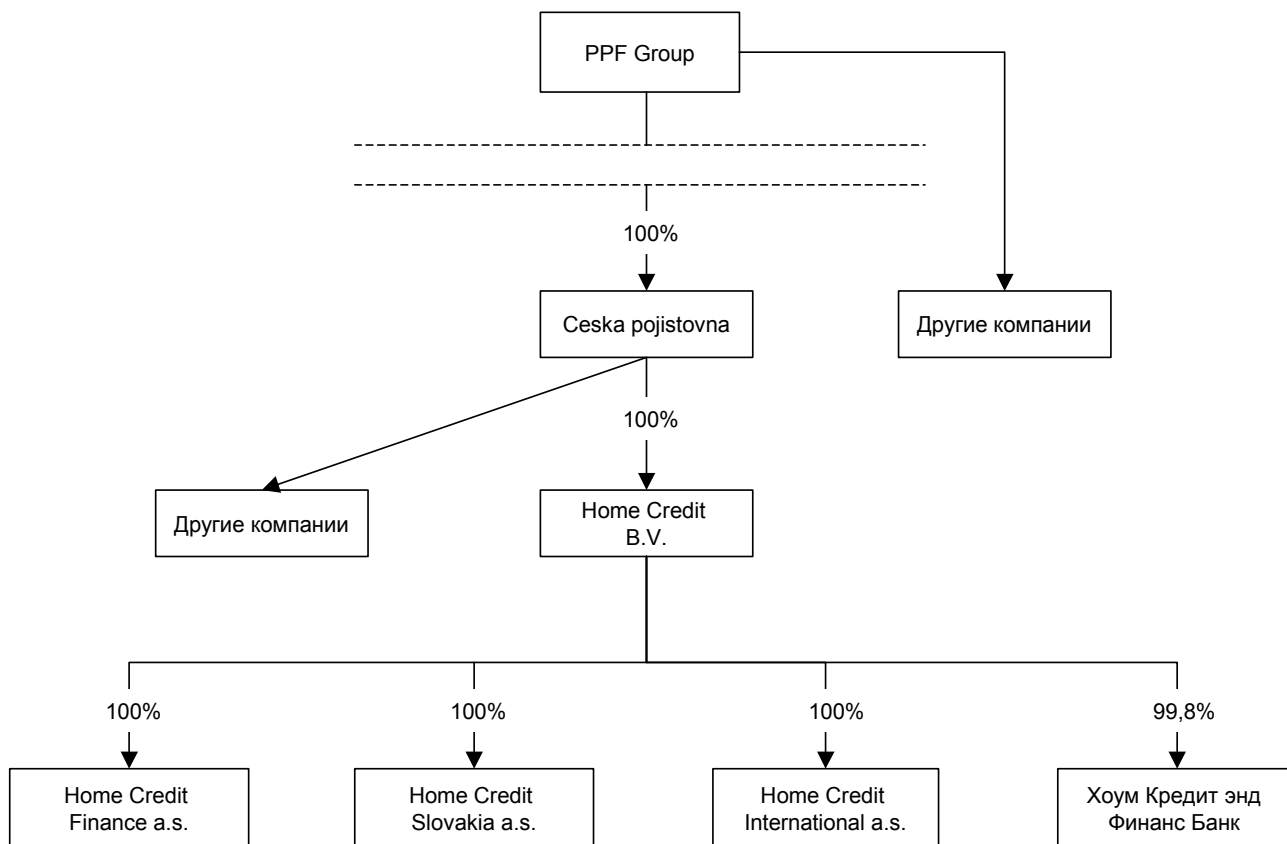 PPF Group
100%
Ceska pojistovna
Другие компании
100%
Другие компании
Home Credit
B.V.
100%
100%
100%
99,8%
Home Credit
Finance a.s.
Home Credit
Slovakia a.s.
Home Credit
International a.s.
Хоум Кредит энд
Финанс Банк